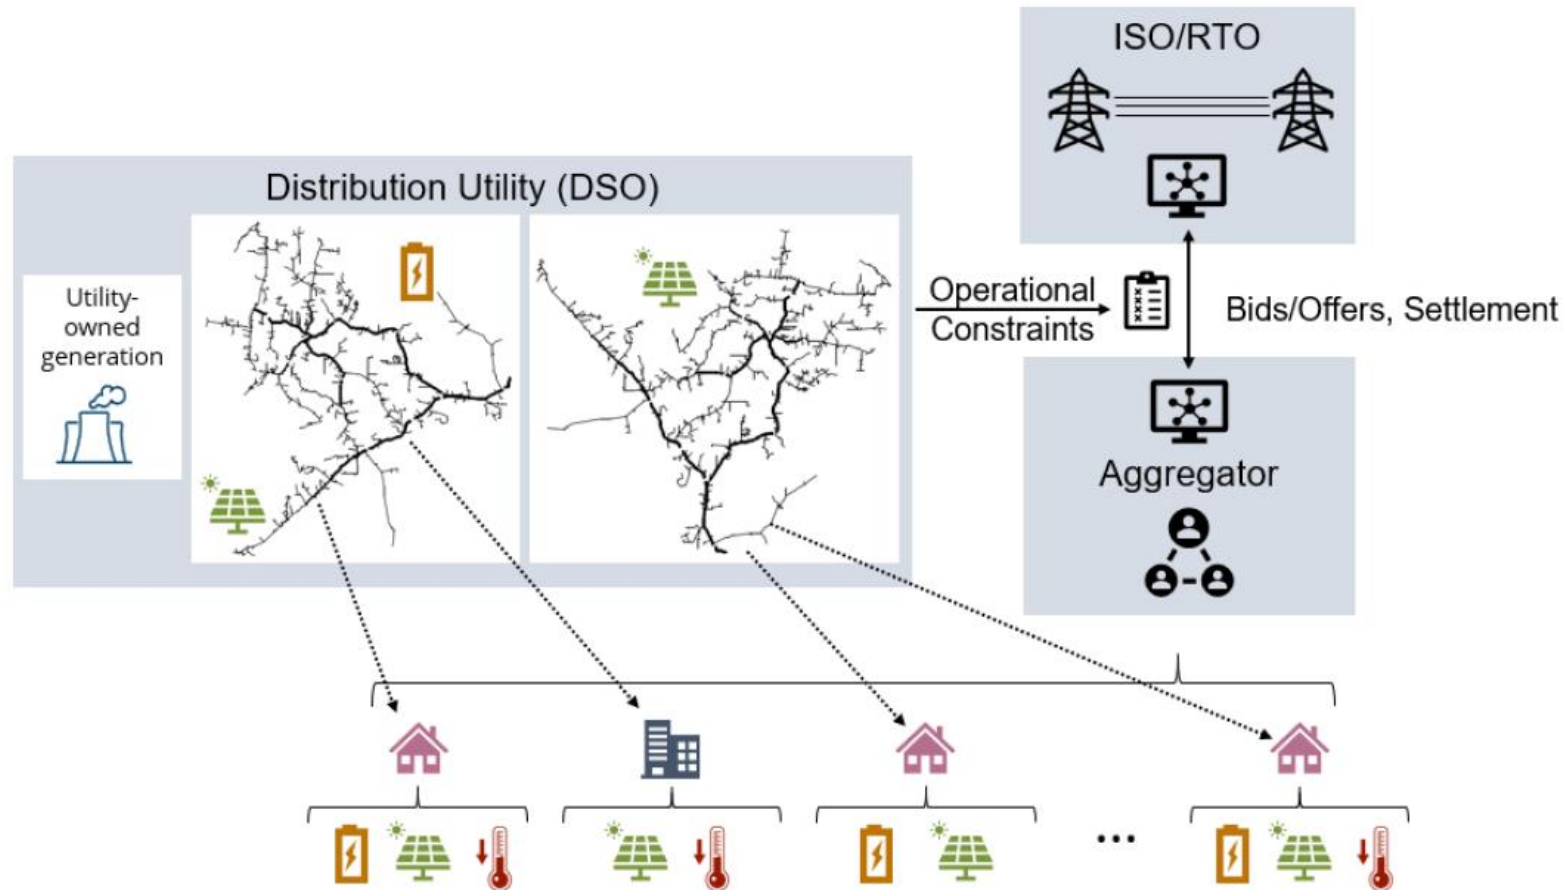 ISO/RTO
Distribution Utility (DSO)
Utility-
owned
generation
Operational
Constraints
Bids/Offers, Settlement
Aggregator
...